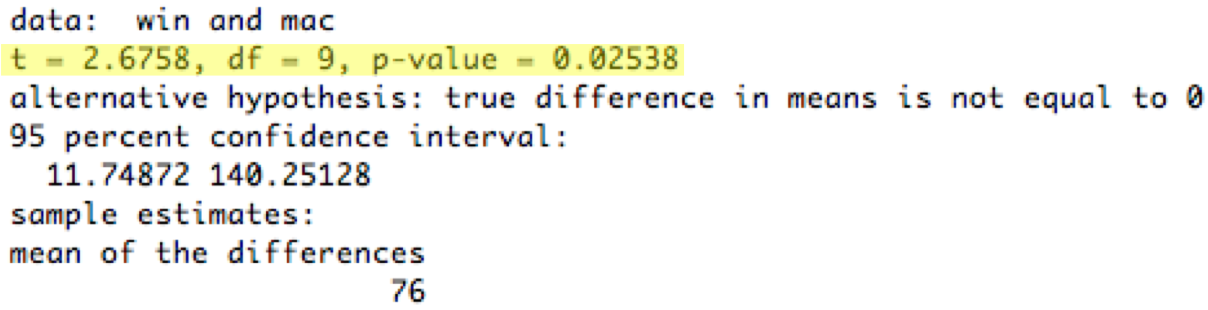 data:  win and mac
t = 2.6758, df = 9, p-value = 0.02538
alternative hypothesis: true difference in means is not equal to 0
95 percent confidence interval:
  11.74872 140.25128
sample estimates:
mean of the differences
                     76